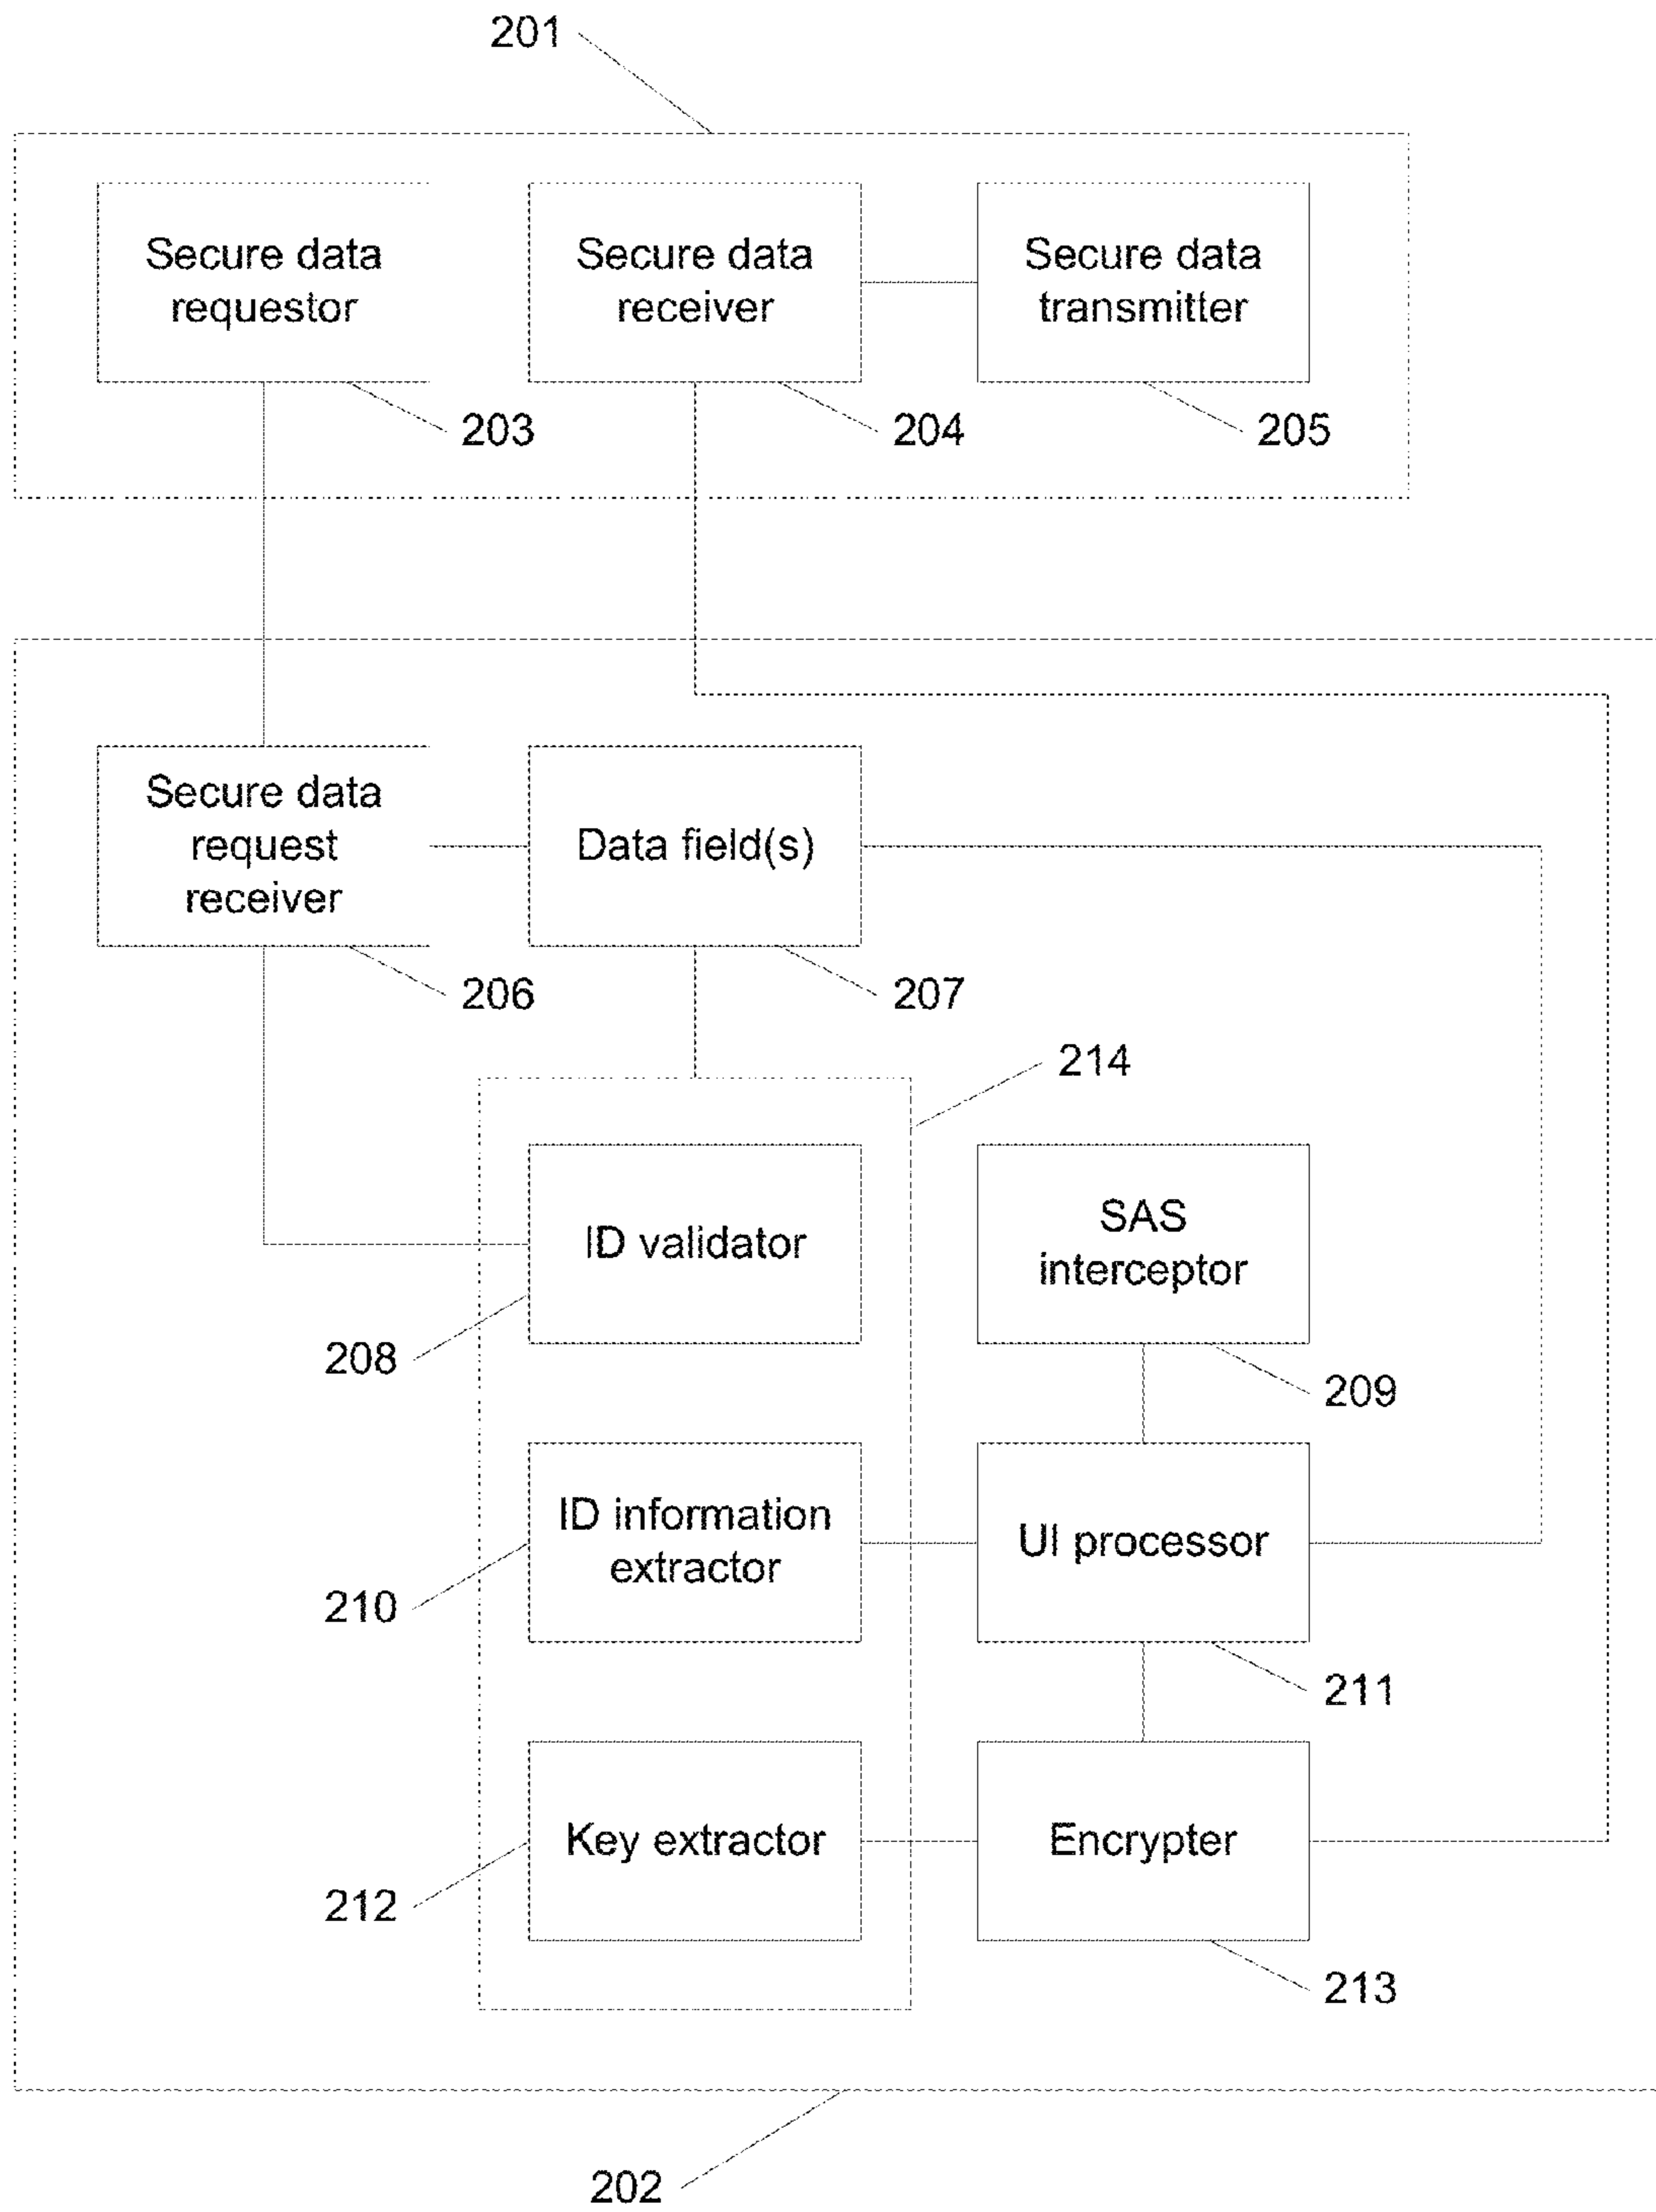 201
Secure data
requestor
Secure data
receiver
Secure data
transmitter
203
204
205
Secure data
request
receiver
Data field(s)
206
207
214
ID validator
SAS
interceptor
208
209
ID information
extractor
UI processor
210
211
Key extractor
Encrypter
212
213
202